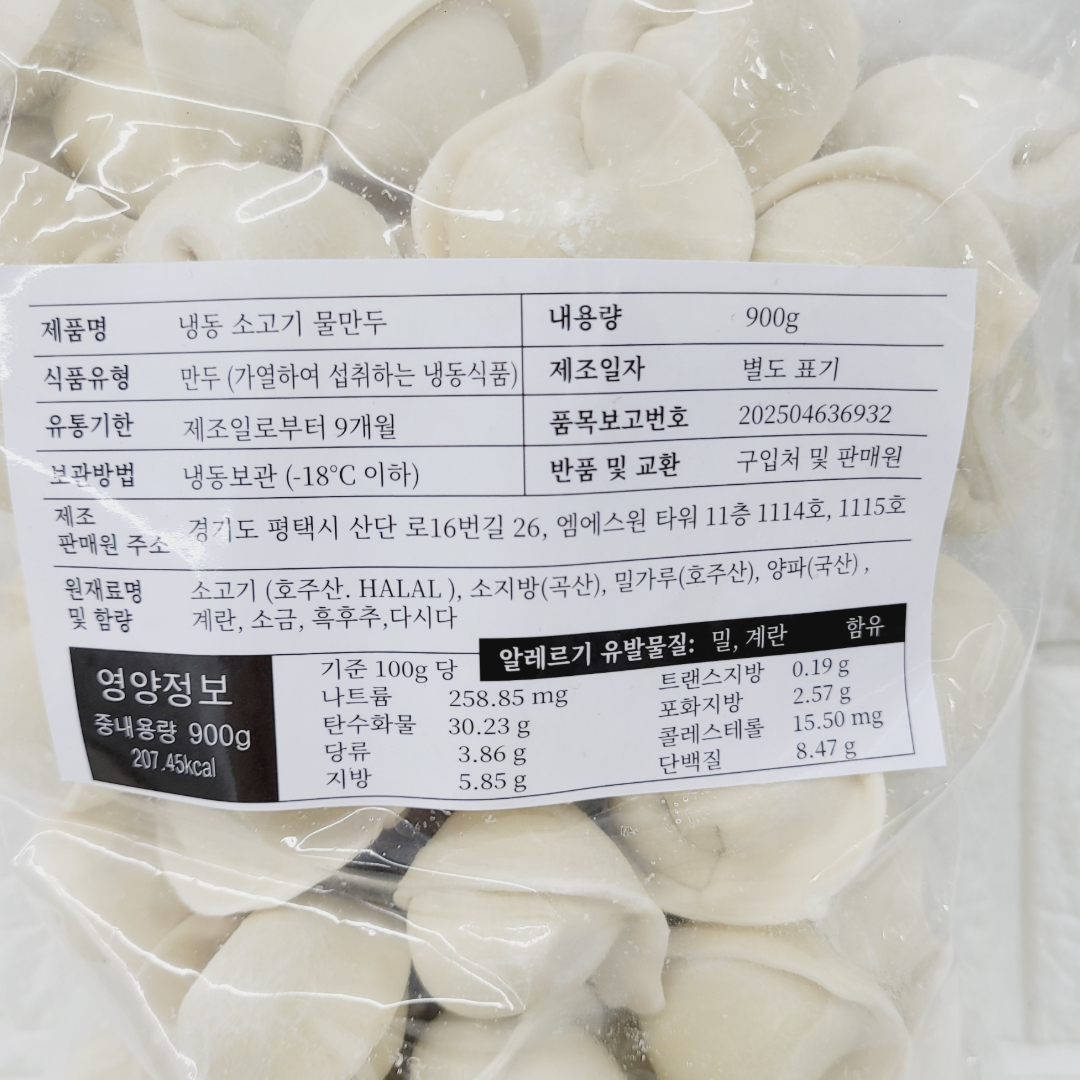 제품명 냉동 소고기 물만두 내용량 900g
식품유형 만두 (가열하여 섭취하는 냉동식품) 제조일자 별도 표기
유통기한 제조일로부터 9개월 품목보고번호 202504636932
보관방법 냉동보관 (-18°C 이하) 반품 및 교환 구입처 및 판매원
제조
판매원 주소 경기도 평택시 산단 로16번길 26, 엠에스원 타워 11층 1114호, 1115호
원재료명 소고기 (호주산. HALAL ), 소지방(곡산), 밀가루(호주산), 양파(국산) ,
및 함량 계란, 소금, 흑후추,다시다
알레르기 유발물질: 밀, 계란 함유
영양정보
중내용량 900g
207.45kcal
기준 100g 당
나트륨 258.85 mg
탄수화물 30.23 g
당류 3.86 g
지방 5.85 g
트랜스지방 0.19 g
포화지방 2.57 g
콜레스테롤 15.50 mg
단백질 8.47 g